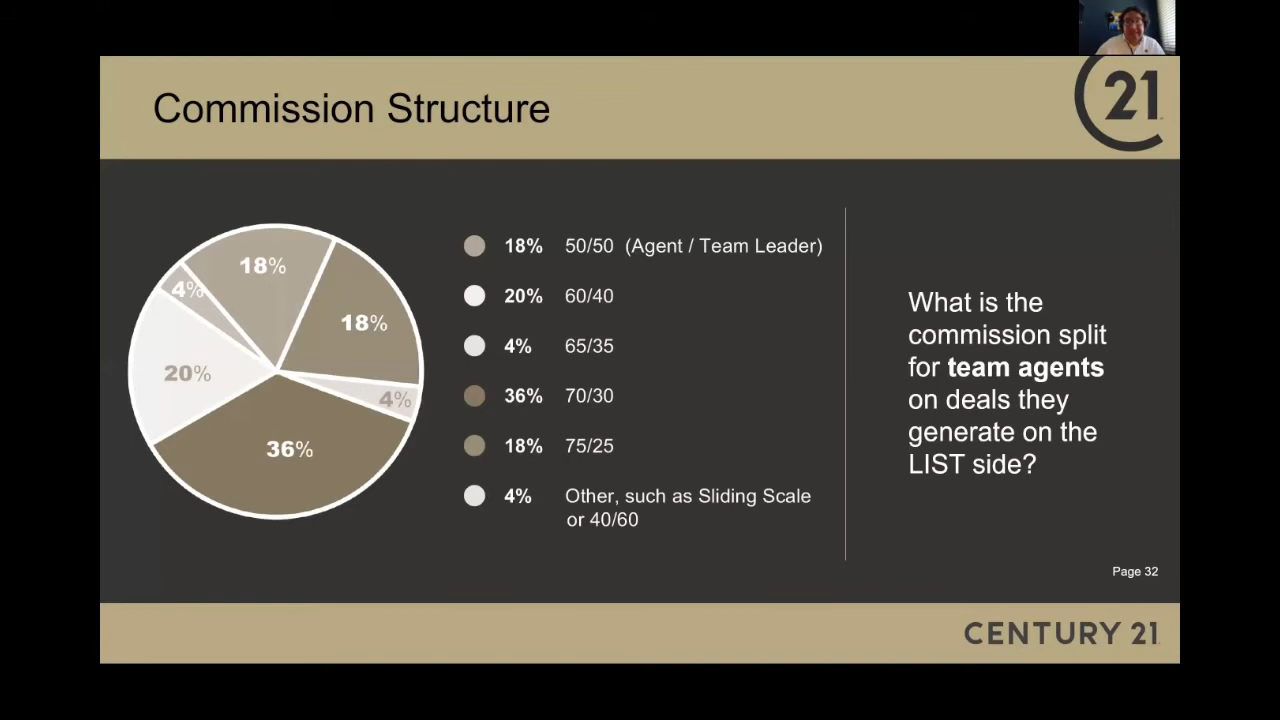 Commission Structure
21
18%
18%
4%
20%
4%
36%
18% 50/50 (Agent / Team Leader)
20% 60/40
4% 65/35
36% 70/30
18% 75/25
4% Other, such as Sliding Scale
or 40/60
What is the
commission split
for team agents
on deals they
generate on the
LIST side?
Page 32
CENTURY 21